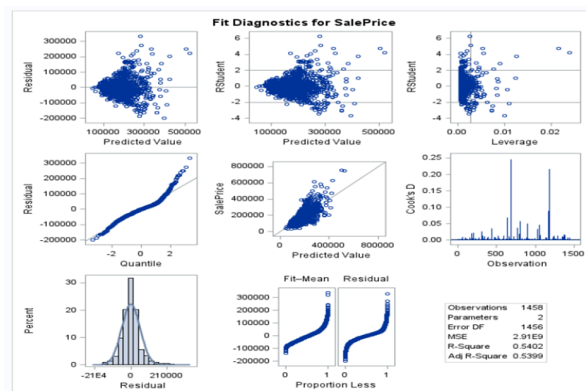 Fit Diagnostics for SalePrice
Residual
300000
200000
100000
0
-100000
-200000
100000 300000 500000
Predicted Value
RStudent
6
4
2
0
-2
-4
100000 300000 500000
Predicted Value
RStudent
6
4
2
0
-2
-4
0.00 0.01 0.02
Leverage
Residual
300000
200000
100000
0
-100000
-200000
-2 0 2
Quantile
SalePrice
800000
600000
400000
200000
0
0 400000 800000
Predicted Value
Cook's D
0.25
0.20
0.15
0.10
0.05
0.00
0 500 1000 1500
Observation
Percent
30
20
10
0
-21E4 0 210000
Residual
Fit–Mean Residual
300000
200000
100000
0
-100000
-200000
0 1 0 1
Proportion Less
Observations 1458
Parameters 2
Error DF 1456
MSE 2.91E9
R-Square 0.5402
Adj R-Square 0.5399